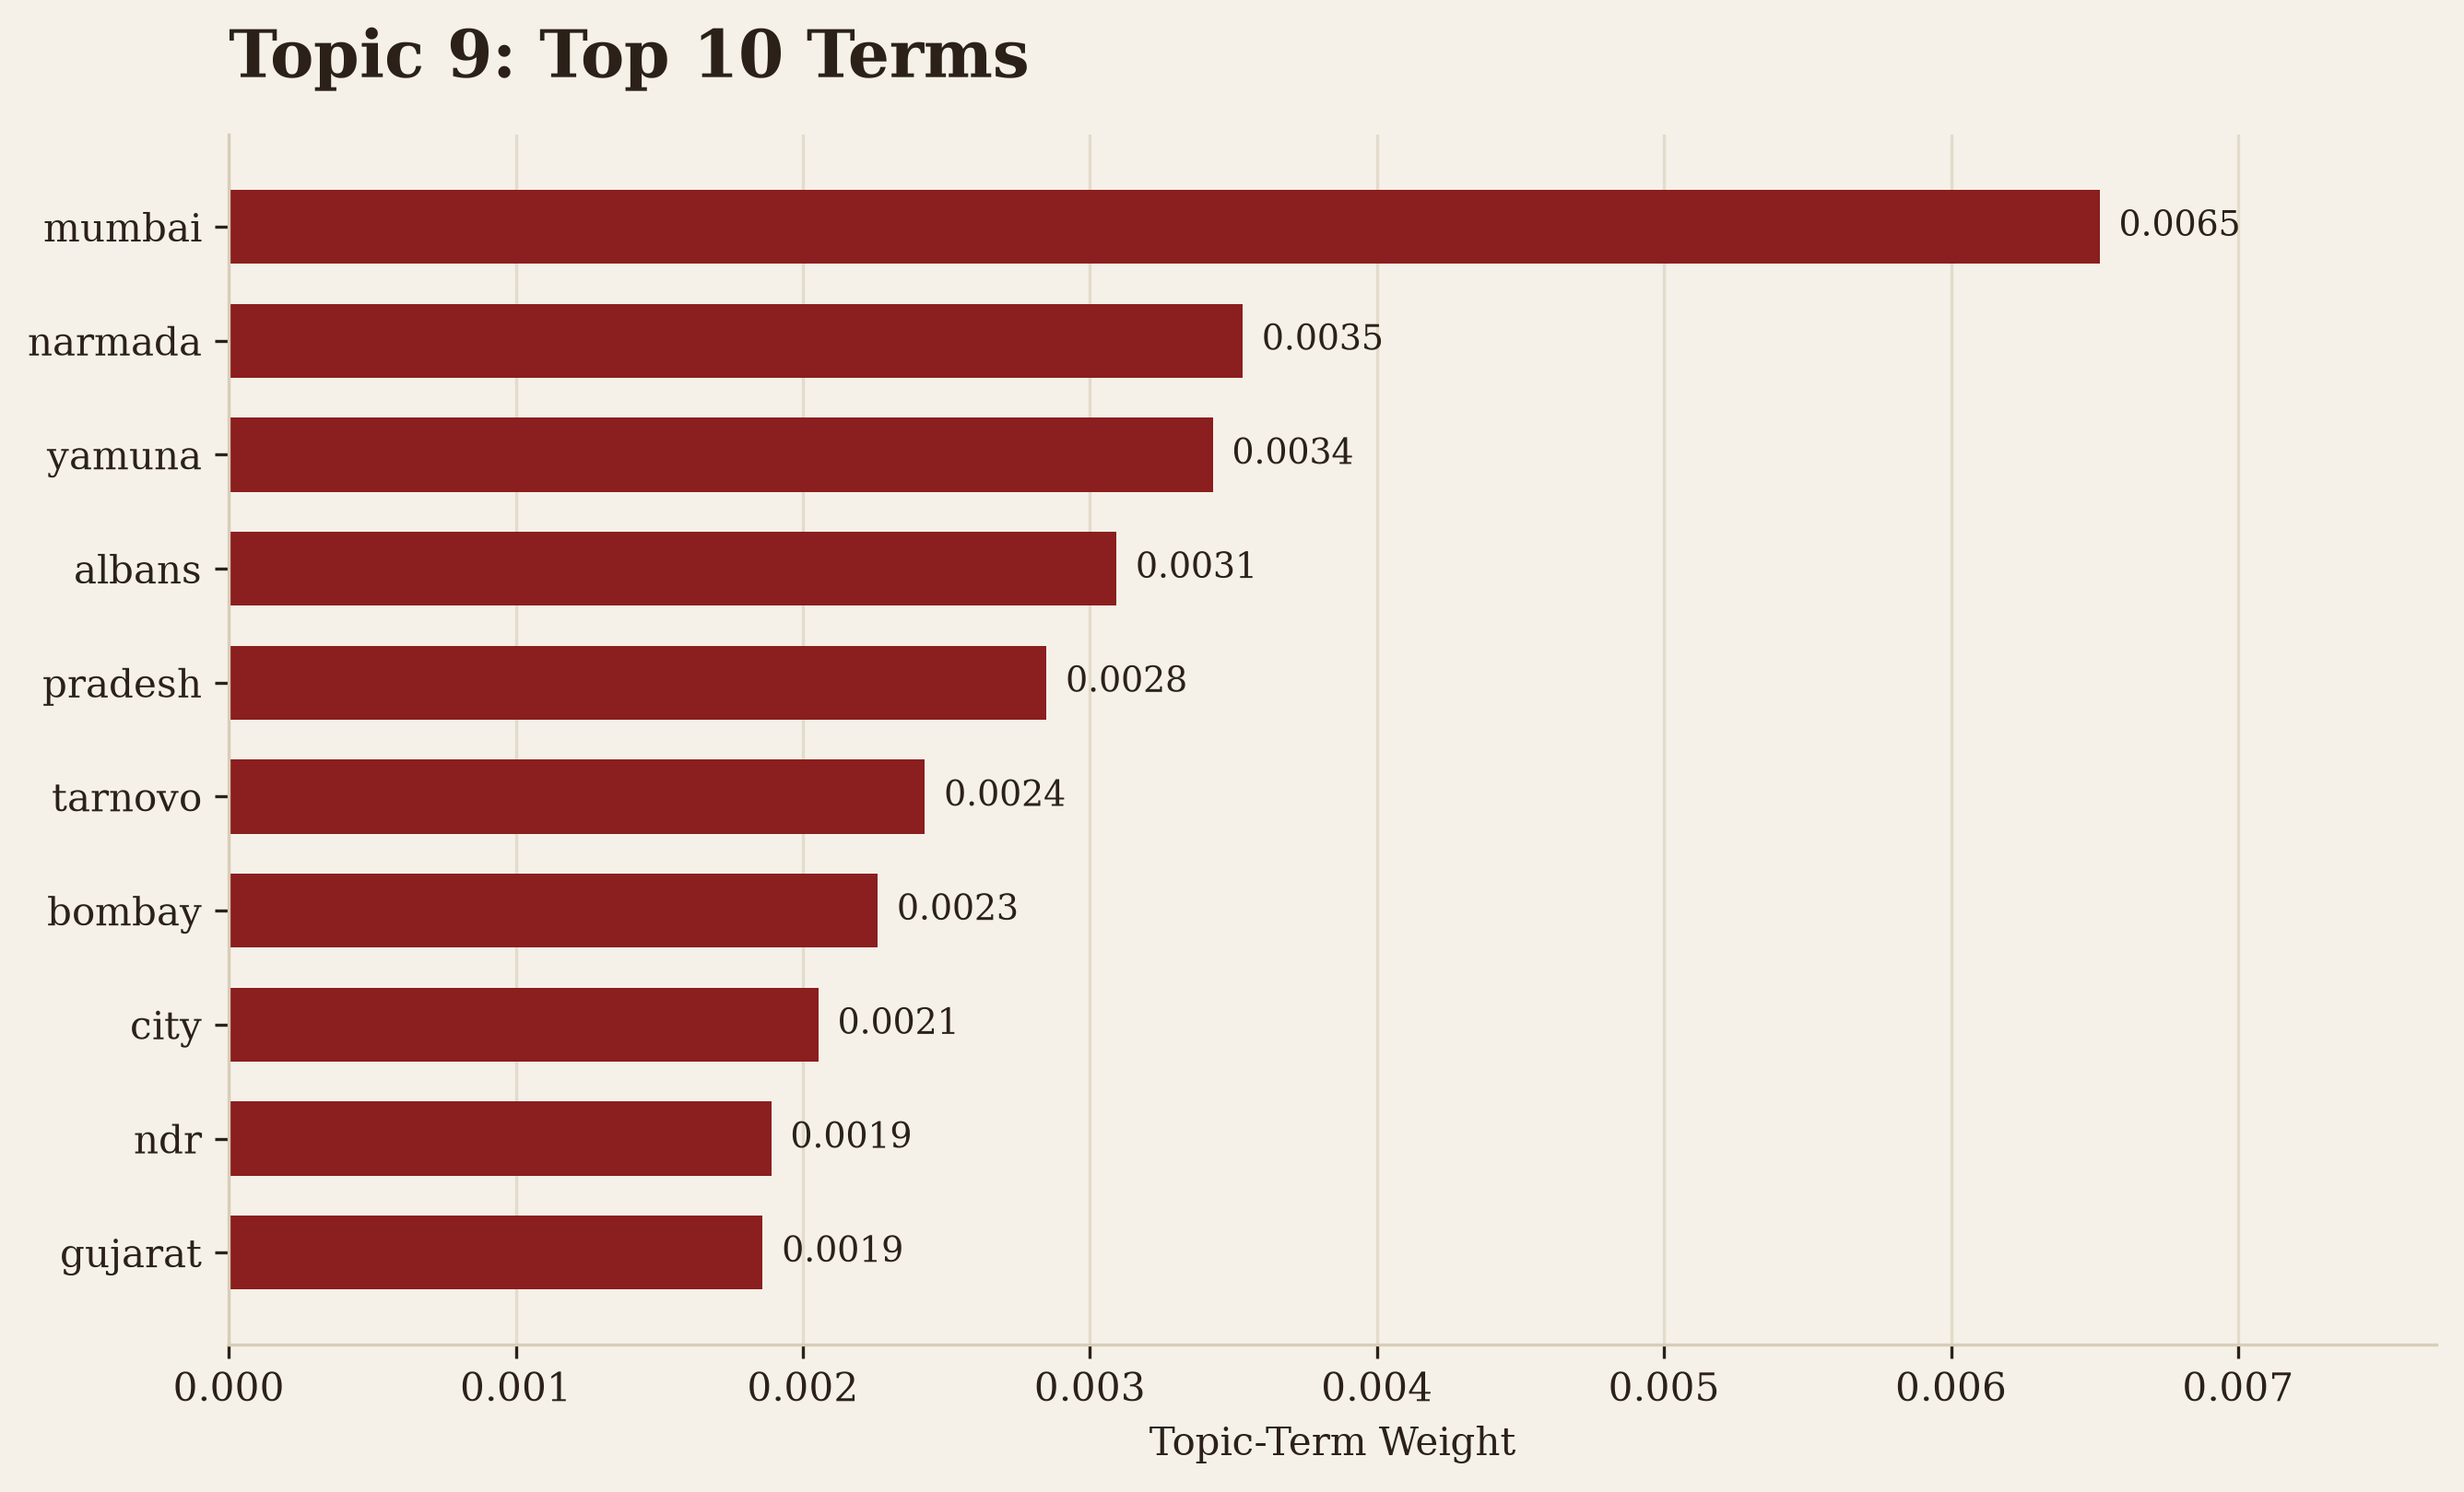 Topic 9: Top 10 Terms
mumbai 0.0065
narmada 0.0035
yamuna 0.0034
albans 0.0031
pradesh 0.0028
tarnovo 0.0024
bombay 0.0023
city 0.0021
ndr 0.0019
gujarat 0.0019
0.000 0.001 0.002 0.003 0.004 0.005 0.006 0.007
Topic-Term Weight